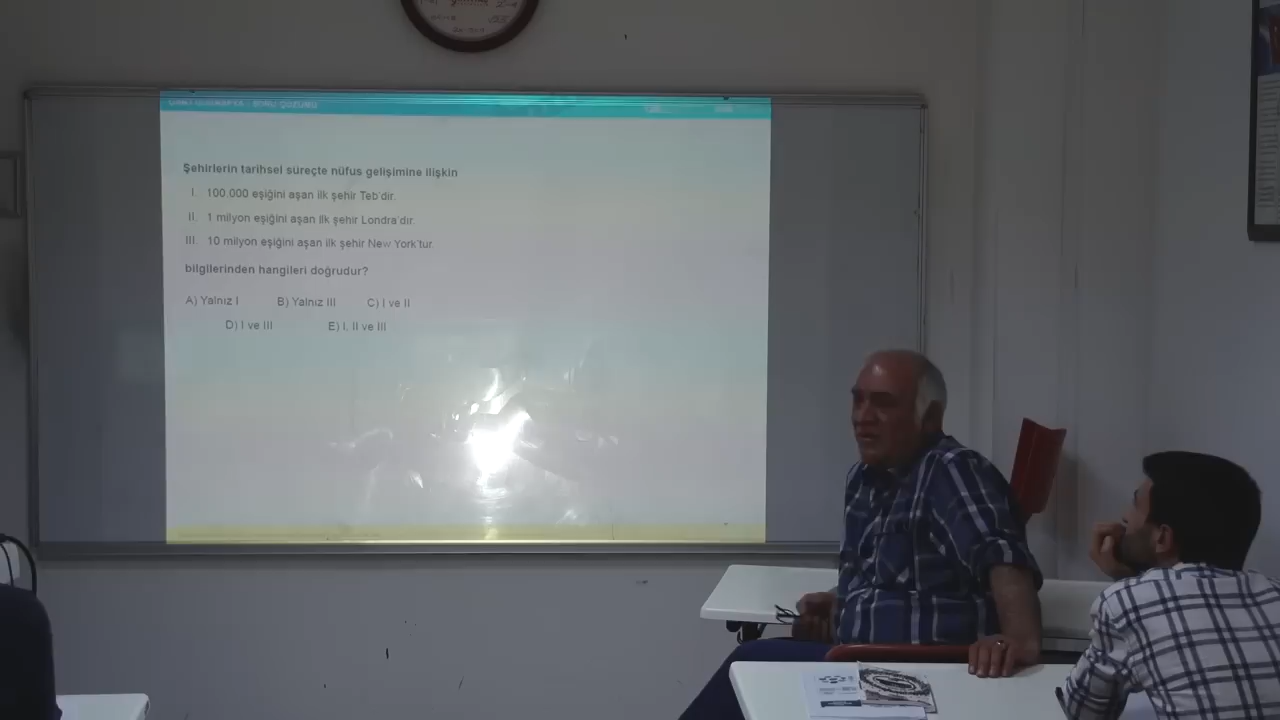 Şehirlerin tarihsel süreçte nüfus gelişimine ilişkin
I. 100.000 eşiğini aşan ilk şehir Teb'dir.
II. 1 milyon eşiğini aşan ilk şehir Londra'dır.
III. 10 milyon eşiğini aşan ilk şehir New York'tur.
bilgilerinden hangileri doğrudur?
A) Yalnız I B) Yalnız III C) I ve II
D) I ve III E) I, II ve III